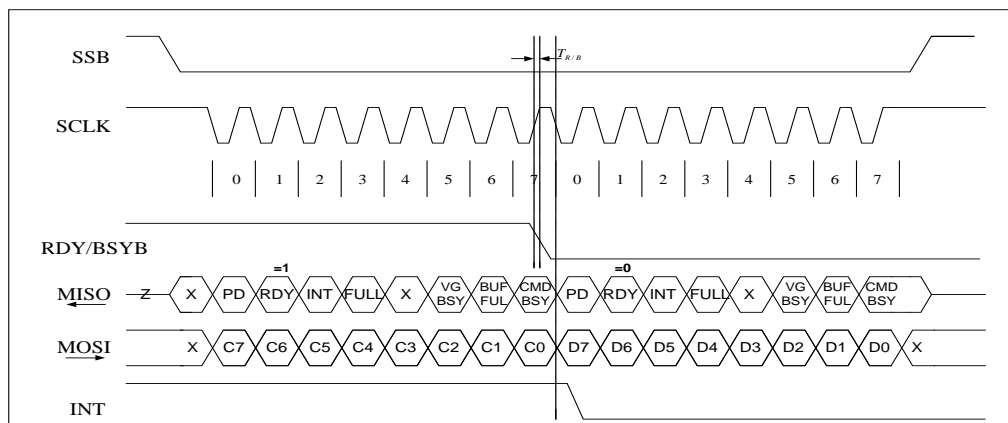 SSB
T R/B
SCLK
0 1 2 3 4 5 6 7 0 1 2 3 4 5 6 7
RDY/BSYB
=1 =0
MISO Z X PD RDY INT FULL X VG BSY BUF FUL CMD BSY PD RDY INT FULL X VG BSY BUF FUL CMD BSY
MOSI X C7 C6 C5 C4 C3 C2 C1 C0 D7 D6 D5 D4 D3 D2 D1 D0 X
INT